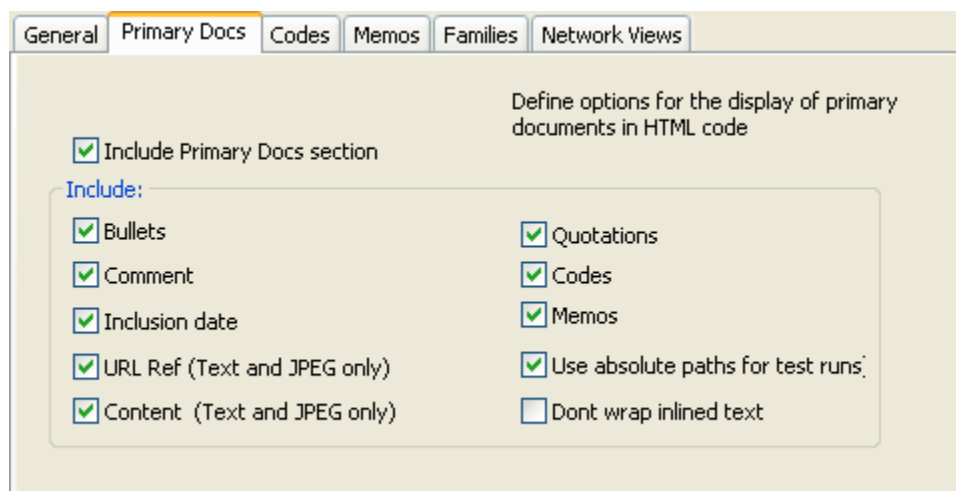 General Primary Docs Codes Memos Families Network Views
Define options for the display of primary
documents in HTML code
Include Primary Docs section
Include:
Bullets
Quotations
Comment
Codes
Inclusion date
Memos
URL Ref (Text and JPEG only)
Use absolute paths for test runs)
Content (Text and JPEG only)
Dont wrap inlined text